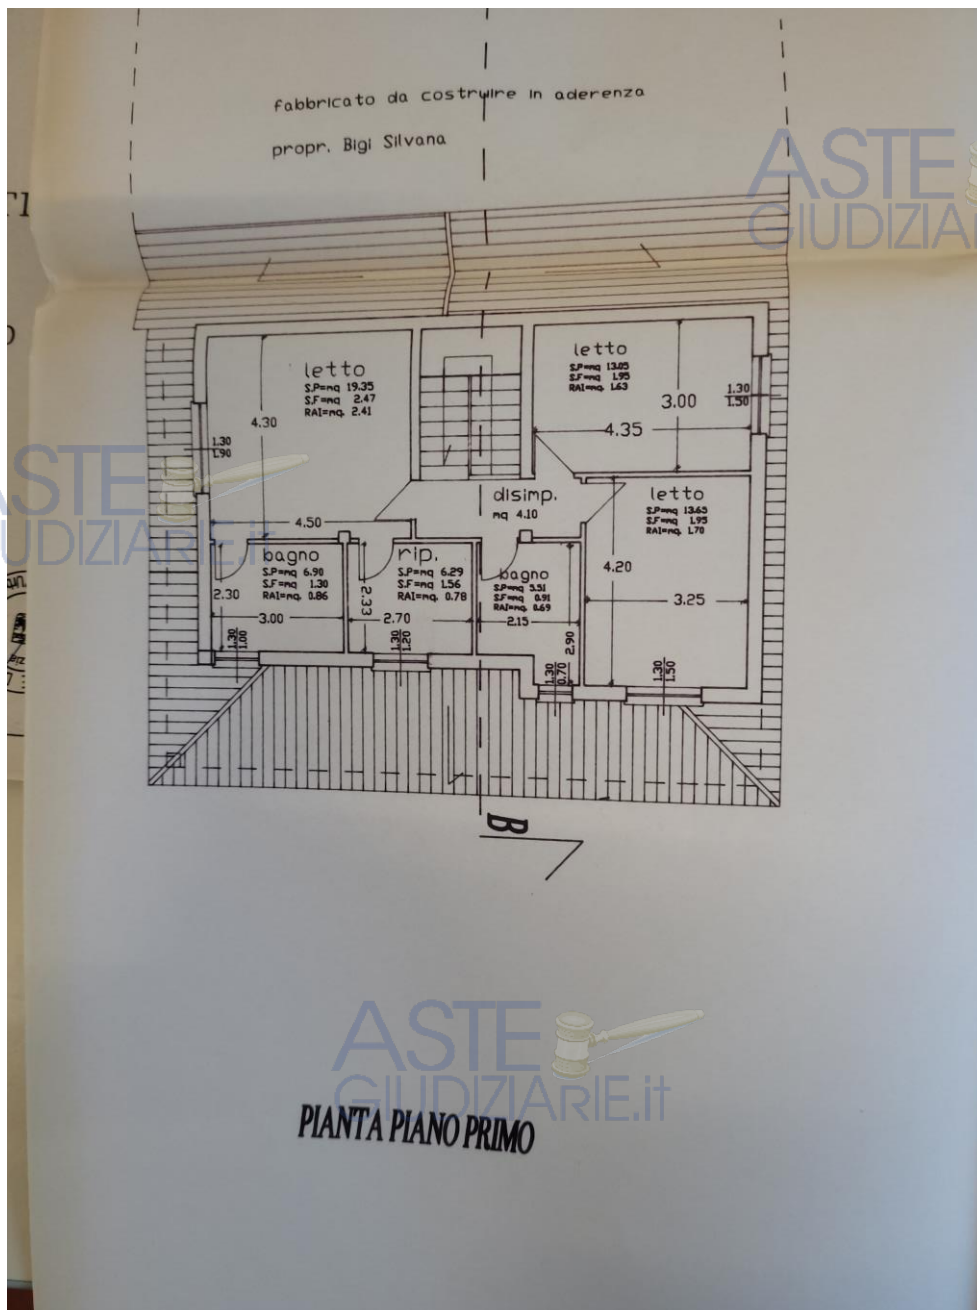 fabbricato da costruire in aderenza
propr. Bigi Silvana
ASTE
GIUDIZIARIE
letto
S.P=mq 19.35
S.F=mq 2.47
RAI=mq. 2.41
4.30
4.50
1.30
1.90
letto
S.P=mq 13.05
S.F=mq 1.95
RAI=mq. 1.63
3.00
4.35
1.30
1.50
disimp.
mq 4.10
letto
S.P=mq 13.65
S.F=mq 1.95
RAI=mq. 1.70
4.20
3.25
1.30
1.50
ASTE
GIUDIZIARIE.it
bagno
S.P=mq 6.90
S.F=mq 1.30
RAI=mq. 0.86
2.30
3.00
1.30
1.00
rip.
S.P=mq 6.29
S.F=mq 1.56
RAI=mq. 0.78
2.33
2.70
1.30
1.20
bagno
S.P=mq 5.51
S.F=mq 0.91
RAI=mq. 0.69
2.15
2.90
1.30
0.70
B
ASTE
GIUDIZIARIE.it
PIANTA PIANO PRIMO